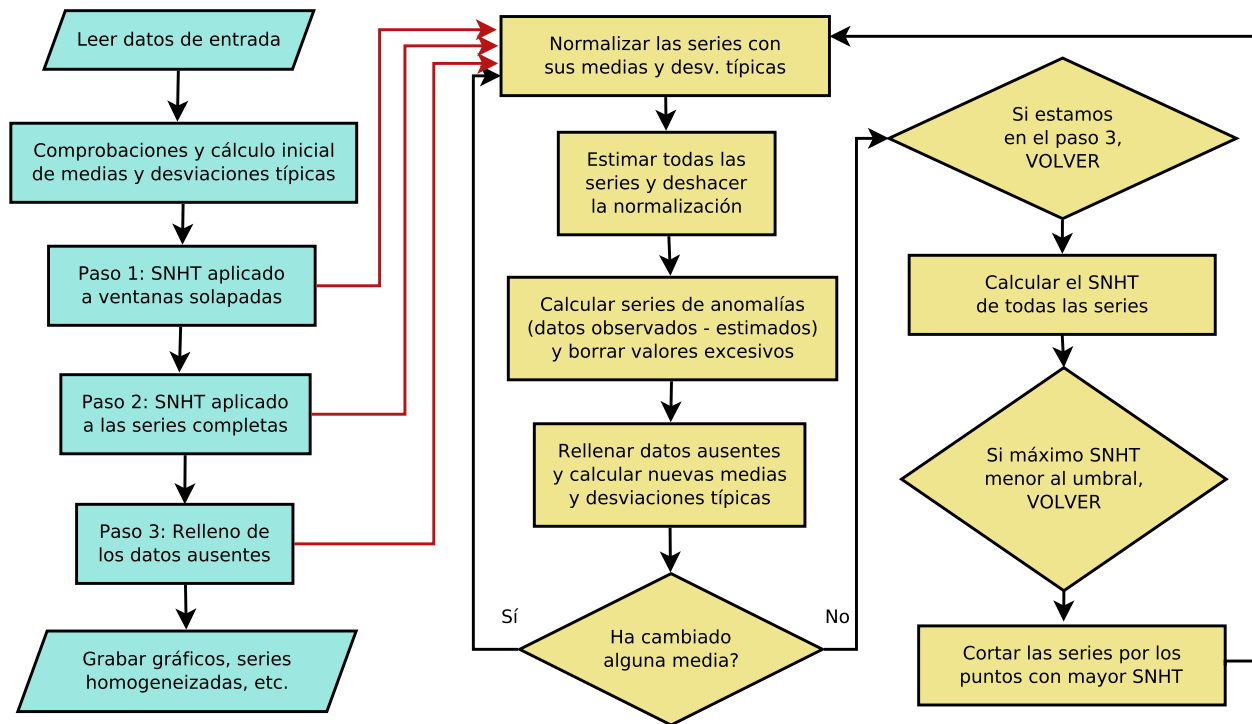 Leer datos de entrada
Comprobaciones y cálculo inicial
de medias y desviaciones típicas
Paso 1: SNHT aplicado
a ventanas solapadas
Paso 2: SNHT aplicado
a las series completas
Paso 3: Relleno de
los datos ausentes
Grabar gráficos, series
homogeneizadas, etc.
Normalizar las series con
sus medias y desv. típicas
Estimar todas las
series y deshacer
la normalización
Calcular series de anomalías
(datos observados - estimados)
y borrar valores excesivos
Rellenar datos ausentes
y calcular nuevas medias
y desviaciones típicas
Ha cambiado
alguna media?
Sí
No
Si estamos
en el paso 3,
VOLVER
Calcular el SNHT
de todas las series
Si máximo SNHT
menor al umbral,
VOLVER
Cortar las series por los
puntos con mayor SNHT